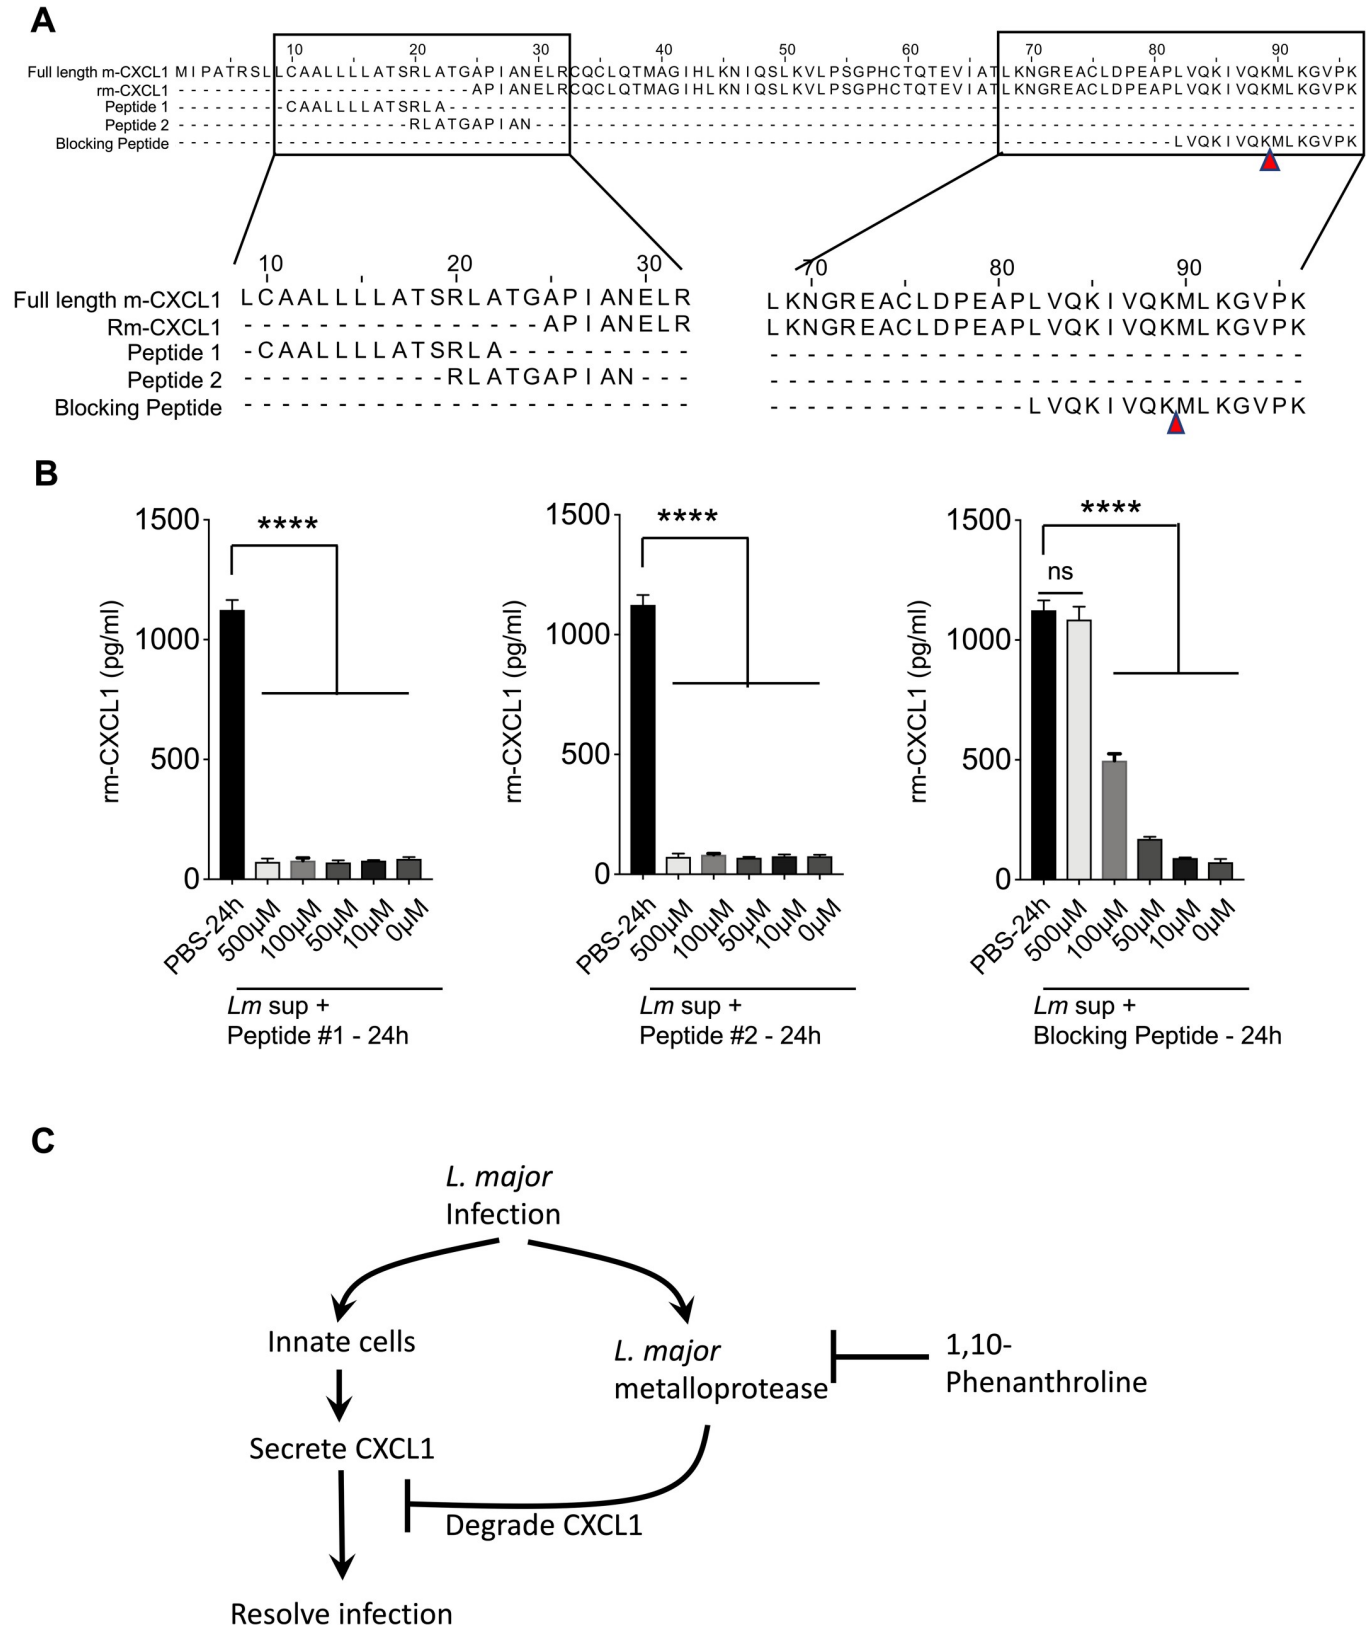 A
10 20 30 40 50 60 70 80 90
Full length m-CXCL1 MIPATRSLLCAALLLLATSRLATGAPIANELRCQCLQTMAGIHLKNIQSLKVLPSGPHCTQTEVIATLKNGREACLDPEAPLVQKIVQKMLKGVPK
rm-CXCL1 ------------------------APIANELRCQCLQTMAGIHLKNIQSLKVLPSGPHCTQTEVIATLKNGREACLDPEAPLVQKIVQKMLKGVPK
Peptide 1 ---------CAALLLLATSRLA--------------------------------------------------------------------------
Peptide 2 -------------------RLATGAPIAN-------------------------------------------------------------------
Blocking Peptide ---------------------------------------------------------------------------------LVQKIVQKMLKGVPK
10 20 30 70 80 90
Full length m-CXCL1 LCAALLLLATSRLATGAPIANELR LKNGREACLDPEAPLVQKIVQKMLKGVPK
Rm-CXCL1 ----------------APIANELR LKNGREACLDPEAPLVQKIVQKMLKGVPK
Peptide 1 -CAALLLLATSRLA---------- -----------------------------
Peptide 2 -----------RLATGAPIAN--- -----------------------------
Blocking Peptide ------------------------ --------------LVQKIVQKMLKGVPK
B
rm-CXCL1 (pg/ml)
1500
1000
500
0
****
PBS-24h 500µM 100µM 50µM 10µM 0µM
Lm sup +
Peptide #1 - 24h
rm-CXCL1 (pg/ml)
1500
1000
500
0
****
PBS-24h 500µM 100µM 50µM 10µM 0µM
Lm sup +
Peptide #2 - 24h
rm-CXCL1 (pg/ml)
1500
1000
500
0
****
ns
PBS-24h 500µM 100µM 50µM 10µM 0µM
Lm sup +
Blocking Peptide - 24h
C
L. major
Infection
Innate cells
L. major
metalloprotease
1,10-
Phenanthroline
Secrete CXCL1
Degrade CXCL1
Resolve infection